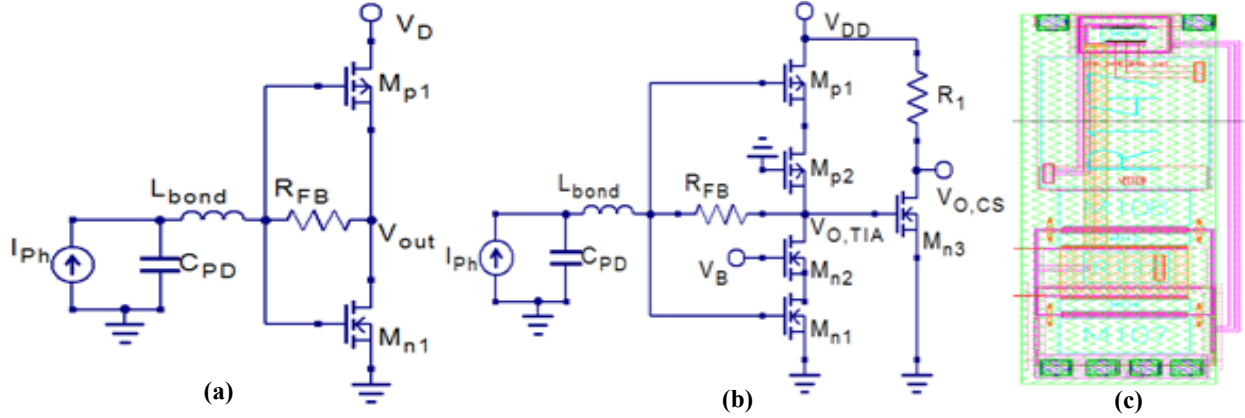 V_D
M_p1
L_bond
R_FB
V_out
I_Ph
C_PD
M_n1
(a)
V_DD
M_p1
R_1
M_p2
L_bond
R_FB
V_O,CS
V_O,TIA
M_n3
I_Ph
C_PD
V_B
M_n2
M_n1
(b)
(c)